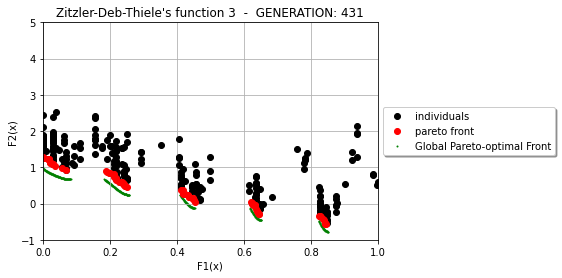 Zitzler-Deb-Thiele's function 3 - GENERATION: 431
5
4
3
2
1
0
-1
F2(x)
0.0 0.2 0.4 0.6 0.8 1.0
F1(x)
individuals
pareto front
Global Pareto-optimal Front